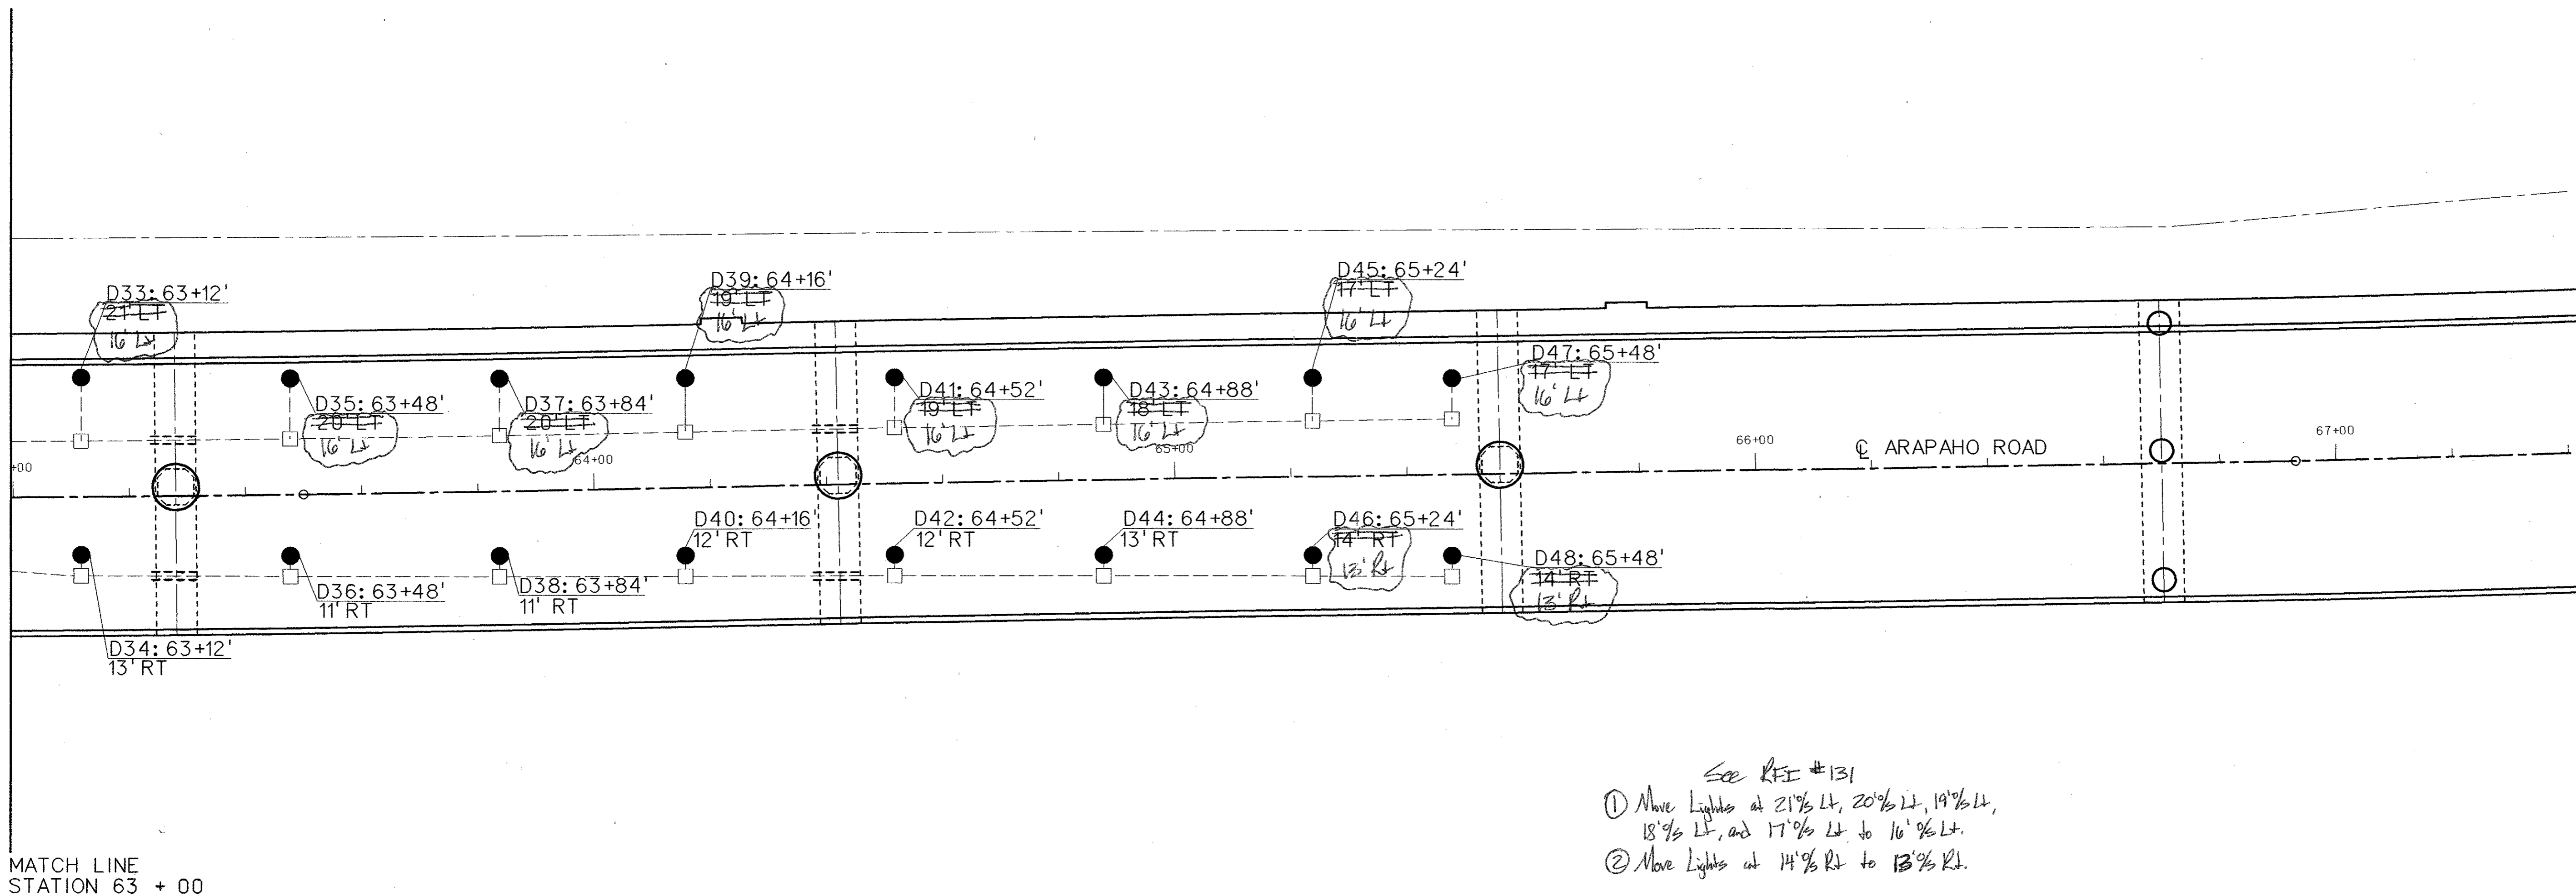 D33: 63+12'
21' LT
16' Lt
D35: 63+48'
20' LT
16' Lt
D37: 63+84'
20' LT
16' Lt
D39: 64+16'
19' LT
16' Lt
D41: 64+52'
19' LT
16' Lt
D43: 64+88'
18' LT
16' Lt
D45: 65+24'
17' LT
16' Lt
D47: 65+48'
17' LT
16' Lt
+00
64+00
65+00
66+00
℄ ARAPAHO ROAD
67+00
D34: 63+12'
13' RT
D36: 63+48'
11' RT
D38: 63+84'
11' RT
D40: 64+16'
12' RT
D42: 64+52'
12' RT
D44: 64+88'
13' RT
D46: 65+24'
14' RT
13' Rt
D48: 65+48'
14' RT
13' Rt
See RFI #131
① Move Lights at 21' o/s Lt, 20' o/s Lt, 19' o/s Lt,
18' o/s Lt, and 17' o/s Lt to 16' o/s Lt.
② Move Lights at 14' o/s Rt to 13' o/s Rt.
MATCH LINE
STATION 63 + 00